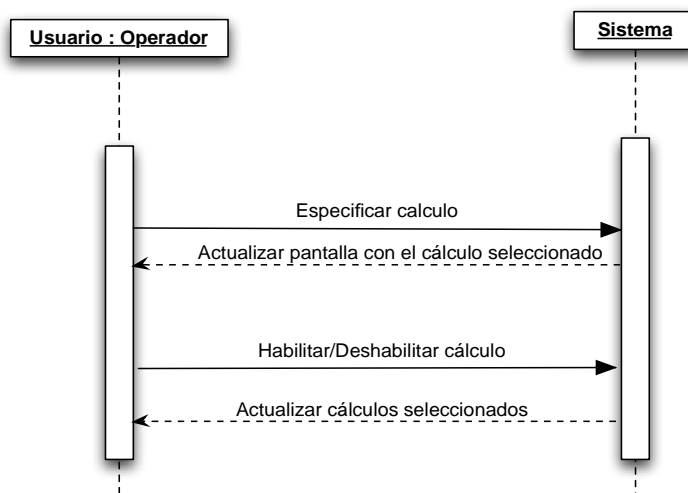 Usuario : Operador
Sistema
Especificar calculo
Actualizar pantalla con el cálculo seleccionado
Habilitar/Deshabilitar cálculo
Actualizar cálculos seleccionados